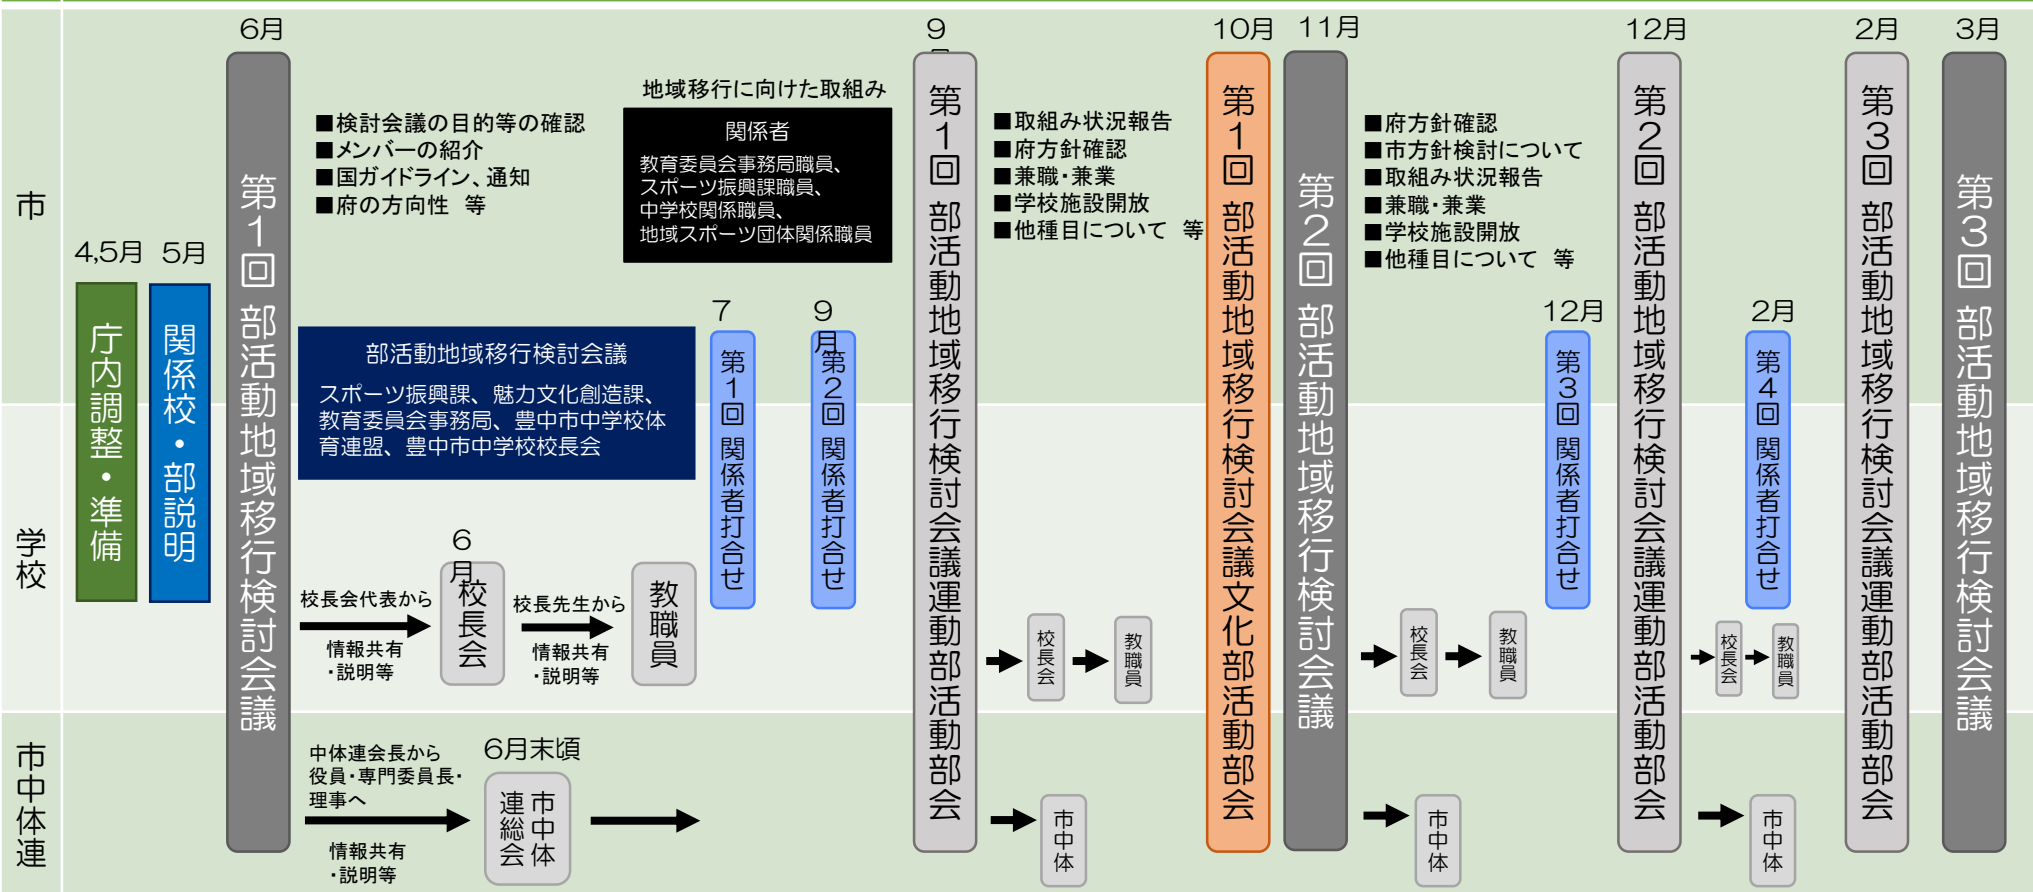 市
学校
市中体連
4,5月
庁内調整・準備
5月
関係校・部説明
6月
第1回 部活動地域移行検討会議
■検討会議の目的等の確認
■メンバーの紹介
■国ガイドライン、通知
■府の方向性 等
地域移行に向けた取組み
関係者
教育委員会事務局職員、
スポーツ振興課職員、
中学校関係職員、
地域スポーツ団体関係職員
部活動地域移行検討会議
スポーツ振興課、魅力文化創造課、
教育委員会事務局、豊中市中学校体
育連盟、豊中市中学校校長会
校長会代表から
情報共有
・説明等
6月
校長会
校長先生から
情報共有
・説明等
教職員
中体連会長から
役員・専門委員長・
理事へ
情報共有
・説明等
6月末頃
市中体
連総会
7
第1回 関係者打合せ
9月
第2回 関係者打合せ
9月
第1回 部活動地域移行検討会議運動部活動部会
■取組み状況報告
■府方針確認
■兼職・兼業
■学校施設開放
■他種目について 等
校長会
教職員
市中体
10月
第1回 部活動地域移行検討会議文化部活動部会
11月
第2回 部活動地域移行検討会議
■府方針確認
■市方針検討について
■取組み状況報告
■兼職・兼業
■学校施設開放
■他種目について 等
校長会
教職員
市中体
12月
第3回 関係者打合せ
12月
第2回 部活動地域移行検討会議運動部活動部会
2月
第4回 関係者打合せ
校長会
教職員
市中体
2月
第3回 部活動地域移行検討会議運動部活動部会
3月
第3回 部活動地域移行検討会議